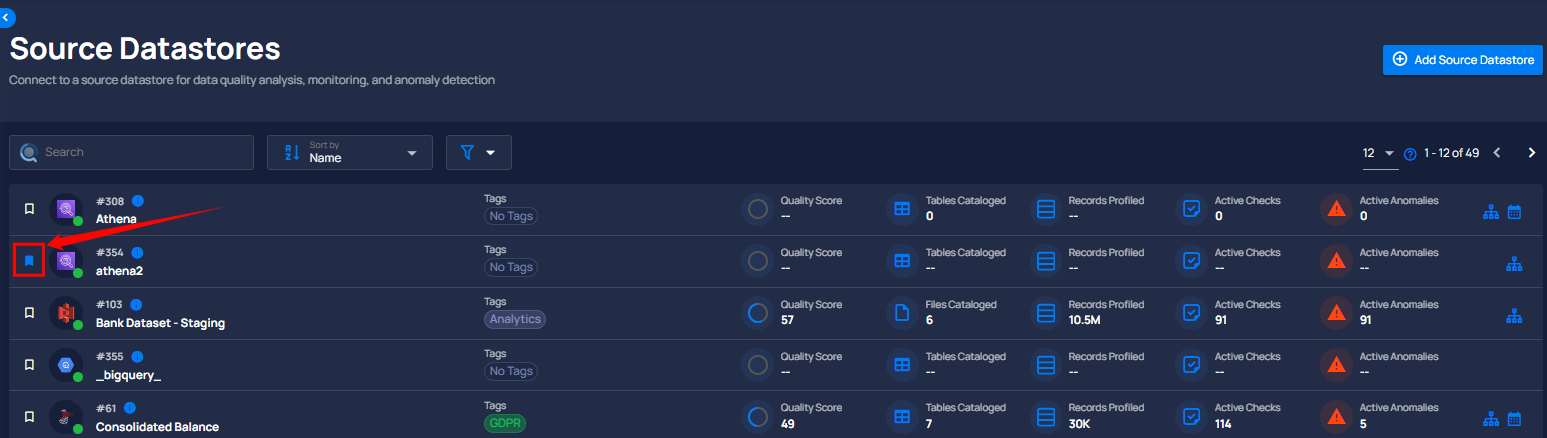 Source Datastores
Connect to a source datastore for data quality analysis, monitoring, and anomaly detection
Add Source Datastore
Search
Sort by
Name
12
1 - 12 of 49
#308
Athena
Tags
No Tags
Quality Score
--
Tables Cataloged
0
Records Profiled
--
Active Checks
0
Active Anomalies
0
#354
athena2
Tags
No Tags
Quality Score
--
Tables Cataloged
--
Records Profiled
--
Active Checks
--
Active Anomalies
--
#103
Bank Dataset - Staging
Tags
Analytics
Quality Score
57
Files Cataloged
6
Records Profiled
10.5M
Active Checks
91
Active Anomalies
91
#355
_bigquery_
Tags
No Tags
Quality Score
--
Tables Cataloged
--
Records Profiled
--
Active Checks
--
Active Anomalies
--
#61
Consolidated Balance
Tags
GDPR
Quality Score
49
Tables Cataloged
7
Records Profiled
30K
Active Checks
114
Active Anomalies
5